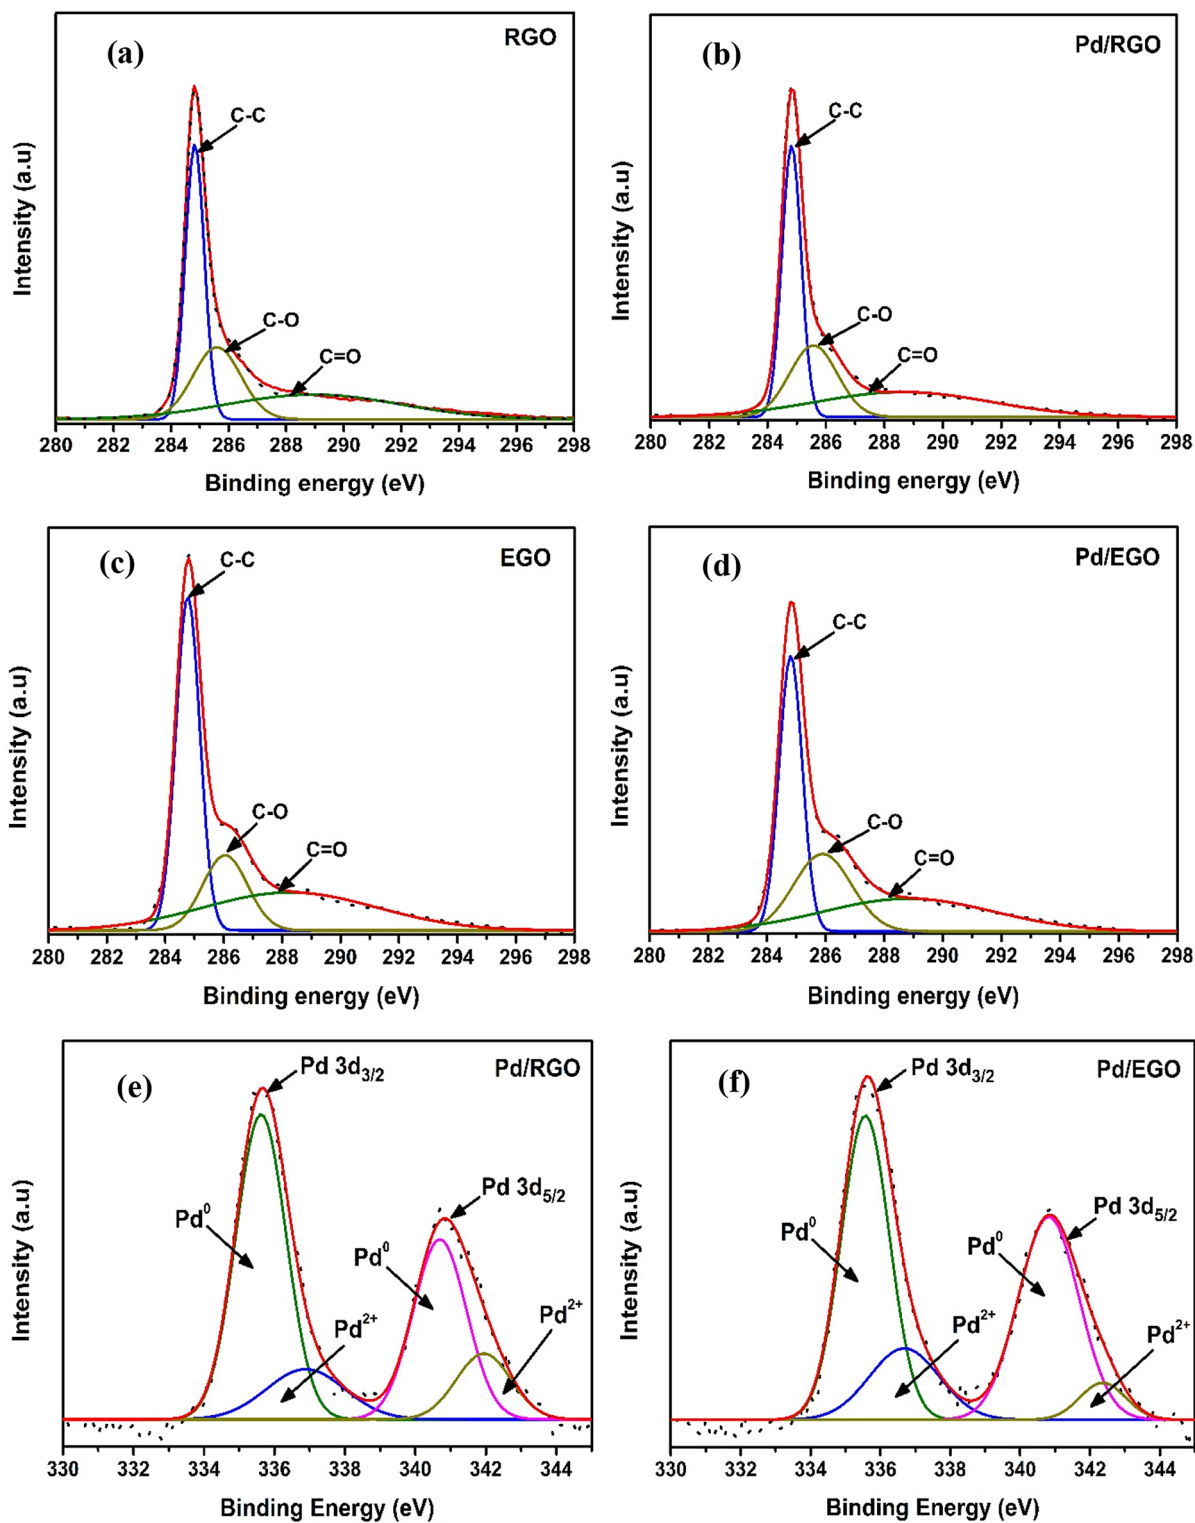 (a)
RGO
C-C
C-O
C=O
Intensity (a.u)
280 282 284 286 288 290 292 294 296 298
Binding energy (eV)
(b)
Pd/RGO
C-C
C-O
C=O
Intensity (a.u)
280 282 284 286 288 290 292 294 296 298
Binding energy (eV)
(c)
EGO
C-C
C-O
C=O
Intensity (a.u)
280 282 284 286 288 290 292 294 296 298
Binding energy (eV)
(d)
Pd/EGO
C-C
C-O
C=O
Intensity (a.u)
280 282 284 286 288 290 292 294 296 298
Binding energy (eV)
(e)
Pd 3d3/2
Pd/RGO
Pd 3d5/2
Pd0
Pd0
Pd2+
Pd2+
Intensity (a.u)
330 332 334 336 338 340 342 344
Binding Energy (eV)
(f)
Pd 3d3/2
Pd/EGO
Pd 3d5/2
Pd0
Pd0
Pd2+
Pd2+
Intensity (a.u)
330 332 334 336 338 340 342 344
Binding Energy (eV)